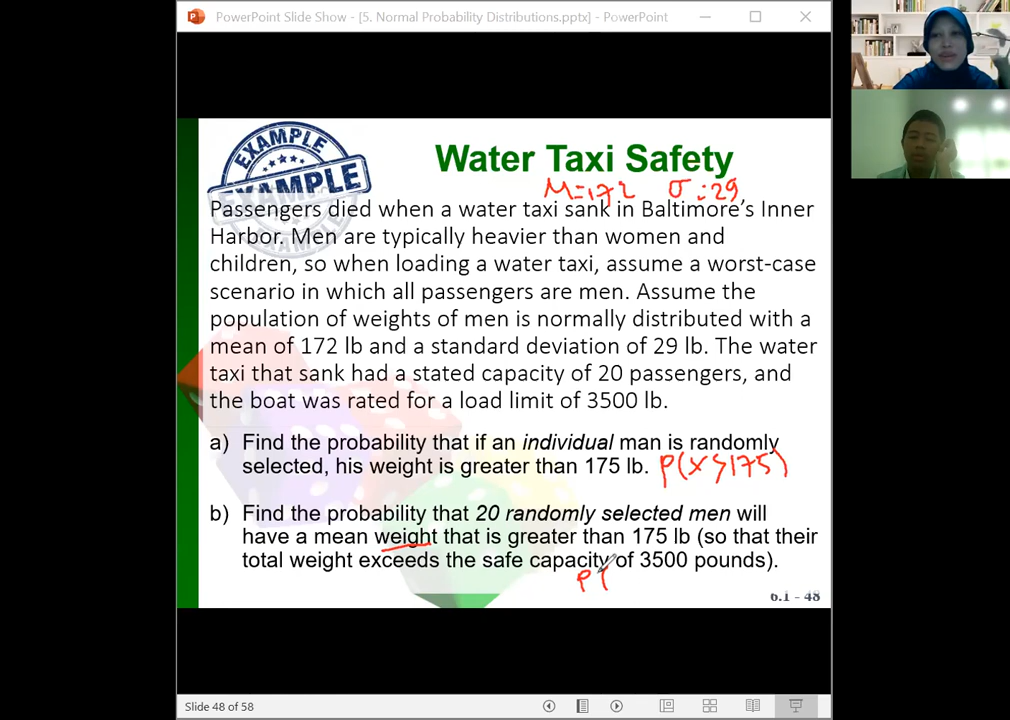 PowerPoint Slide Show - [5. Normal Probability Distributions.pptx] - PowerPoint
EXAMPLE
EXAMPLE
EXAMPLE
Water Taxi Safety
M=172 σ=29
Passengers died when a water taxi sank in Baltimore's Inner
Harbor. Men are typically heavier than women and
children, so when loading a water taxi, assume a worst-case
scenario in which all passengers are men. Assume the
population of weights of men is normally distributed with a
mean of 172 lb and a standard deviation of 29 lb. The water
taxi that sank had a stated capacity of 20 passengers, and
the boat was rated for a load limit of 3500 lb.
a) Find the probability that if an individual man is randomly
selected, his weight is greater than 175 lb. P(x>175)
b) Find the probability that 20 randomly selected men will
have a mean weight that is greater than 175 lb (so that their
total weight exceeds the safe capacity of 3500 pounds).
P(
6.1 - 48
Slide 48 of 58